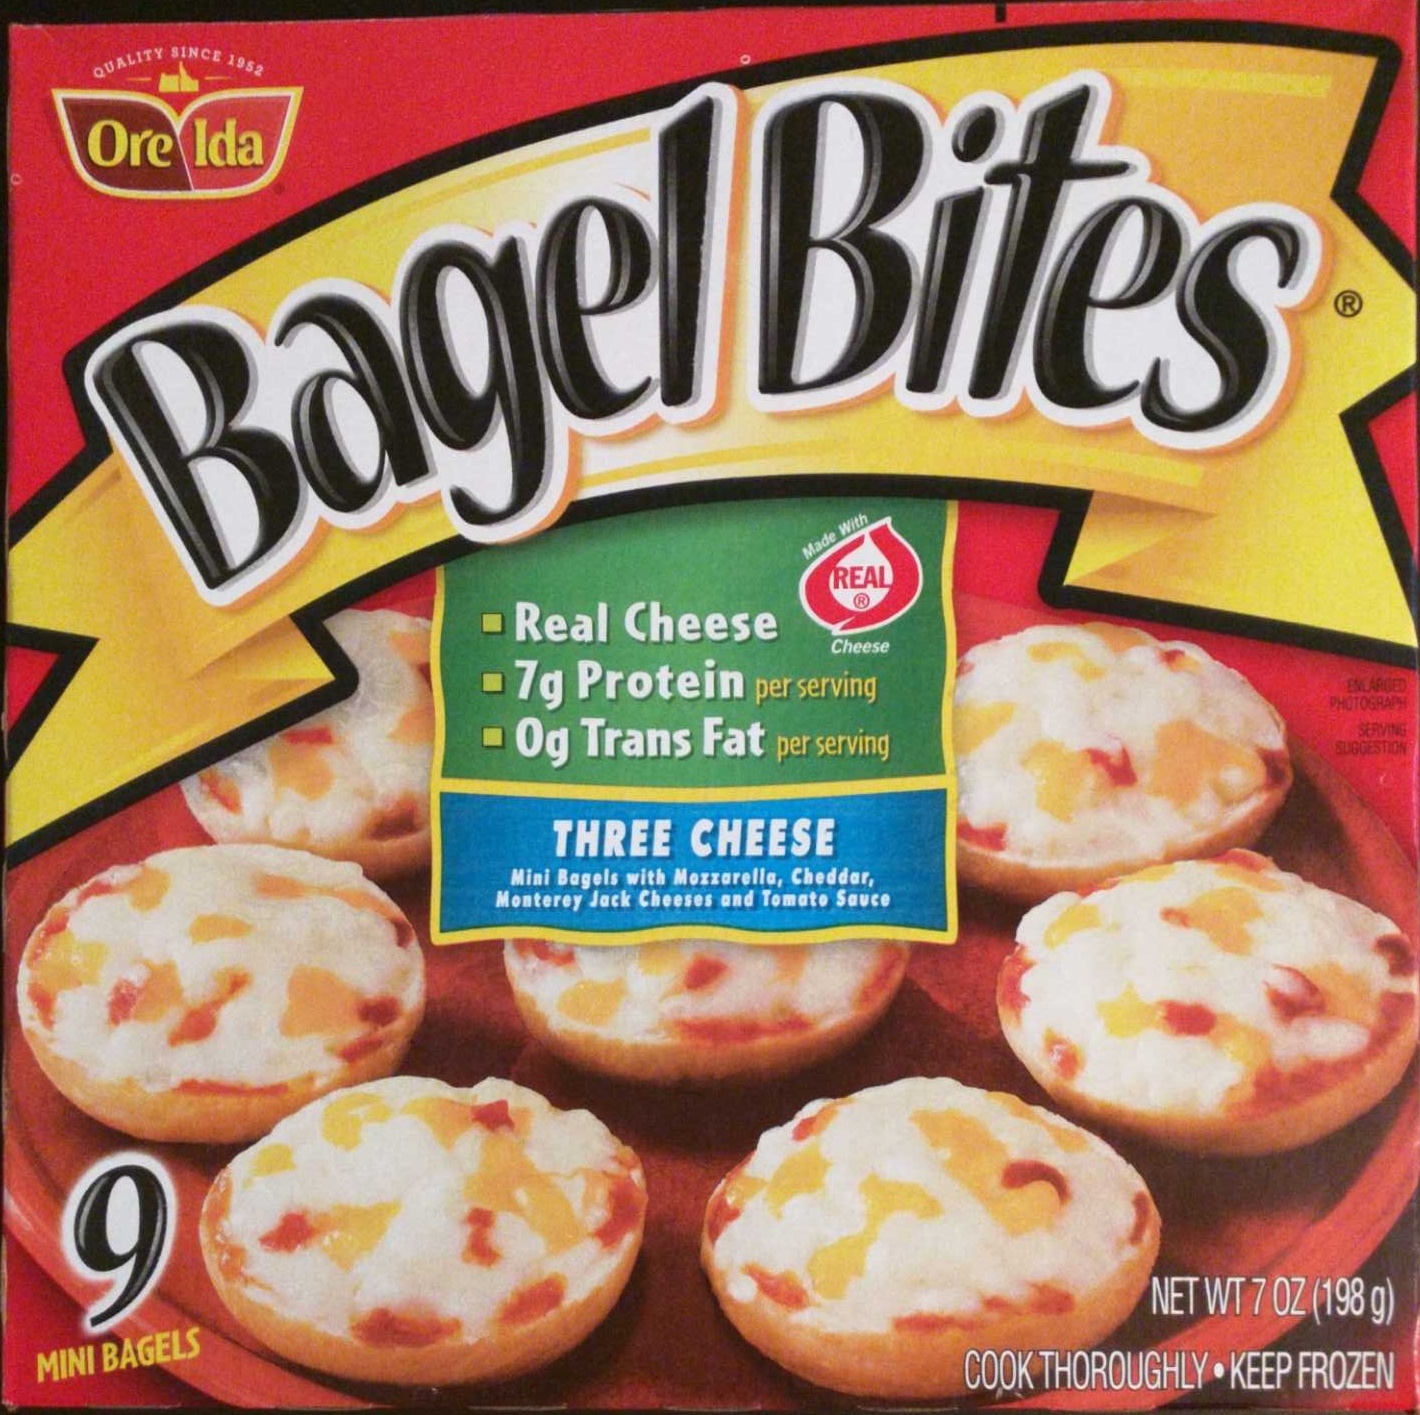 QUALITY SINCE 1952
Ore Ida
Bagel Bites®
Made With
REAL
®
Cheese
Real Cheese
7g Protein per serving
0g Trans Fat per serving
ENLARGED
PHOTOGRAPH
SERVING
SUGGESTION
THREE CHEESE
Mini Bagels with Mozzarella, Cheddar,
Monterey Jack Cheeses and Tomato Sauce
9
MINI BAGELS
NET WT 7 OZ (198 g)
COOK THOROUGHLY • KEEP FROZEN